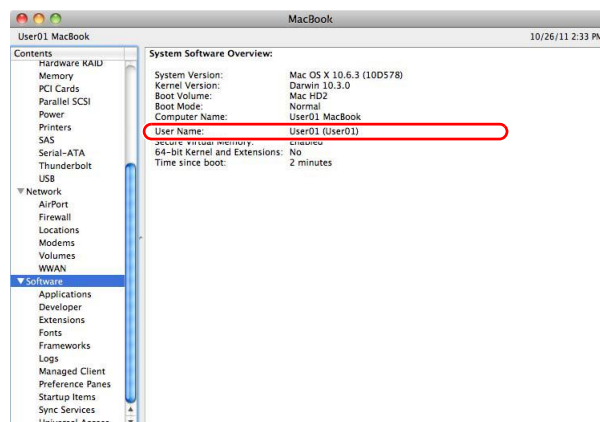 MacBook
User01 MacBook
10/26/11 2:33 PM
Contents
Hardware RAID
Memory
PCI Cards
Parallel SCSI
Power
Printers
SAS
Serial-ATA
Thunderbolt
USB
Network
AirPort
Firewall
Locations
Modems
Volumes
WWAN
Software
Applications
Developer
Extensions
Fonts
Frameworks
Logs
Managed Client
Preference Panes
Startup Items
Sync Services
Universal Access
System Software Overview:
System Version: Mac OS X 10.6.3 (10D578)
Kernel Version: Darwin 10.3.0
Boot Volume: Mac HD2
Boot Mode: Normal
Computer Name: User01 MacBook
User Name: User01 (User01)
Secure Virtual Memory: Enabled
64-bit Kernel and Extensions: No
Time since boot: 2 minutes